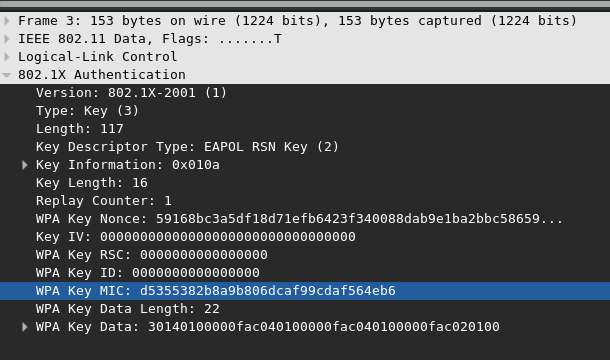 Frame 3: 153 bytes on wire (1224 bits), 153 bytes captured (1224 bits)
IEEE 802.11 Data, Flags: .......T
Logical-Link Control
802.1X Authentication
Version: 802.1X-2001 (1)
Type: Key (3)
Length: 117
Key Descriptor Type: EAPOL RSN Key (2)
Key Information: 0x010a
Key Length: 16
Replay Counter: 1
WPA Key Nonce: 59168bc3a5df18d71efb6423f340088dab9e1ba2bbc58659...
Key IV: 00000000000000000000000000000000
WPA Key RSC: 0000000000000000
WPA Key ID: 0000000000000000
WPA Key MIC: d5355382b8a9b806dcaf99cdaf564eb6
WPA Key Data Length: 22
WPA Key Data: 30140100000fac040100000fac040100000fac020100